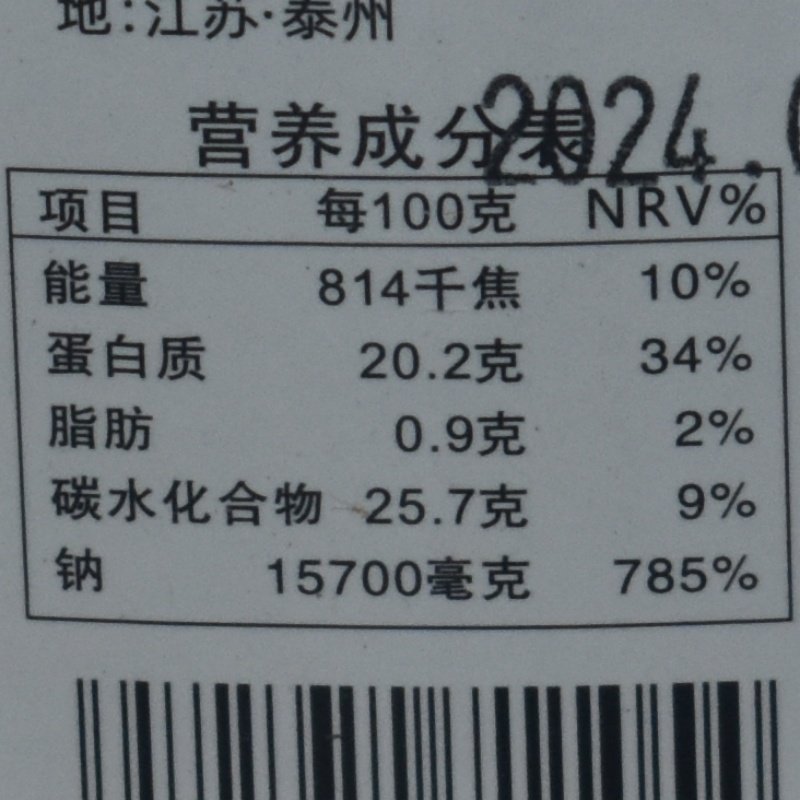 地:江苏·泰州
营养成分表
2024.
项目 每100克 NRV%
能量 814千焦 10%
蛋白质 20.2克 34%
脂肪 0.9克 2%
碳水化合物 25.7克 9%
钠 15700毫克 785%